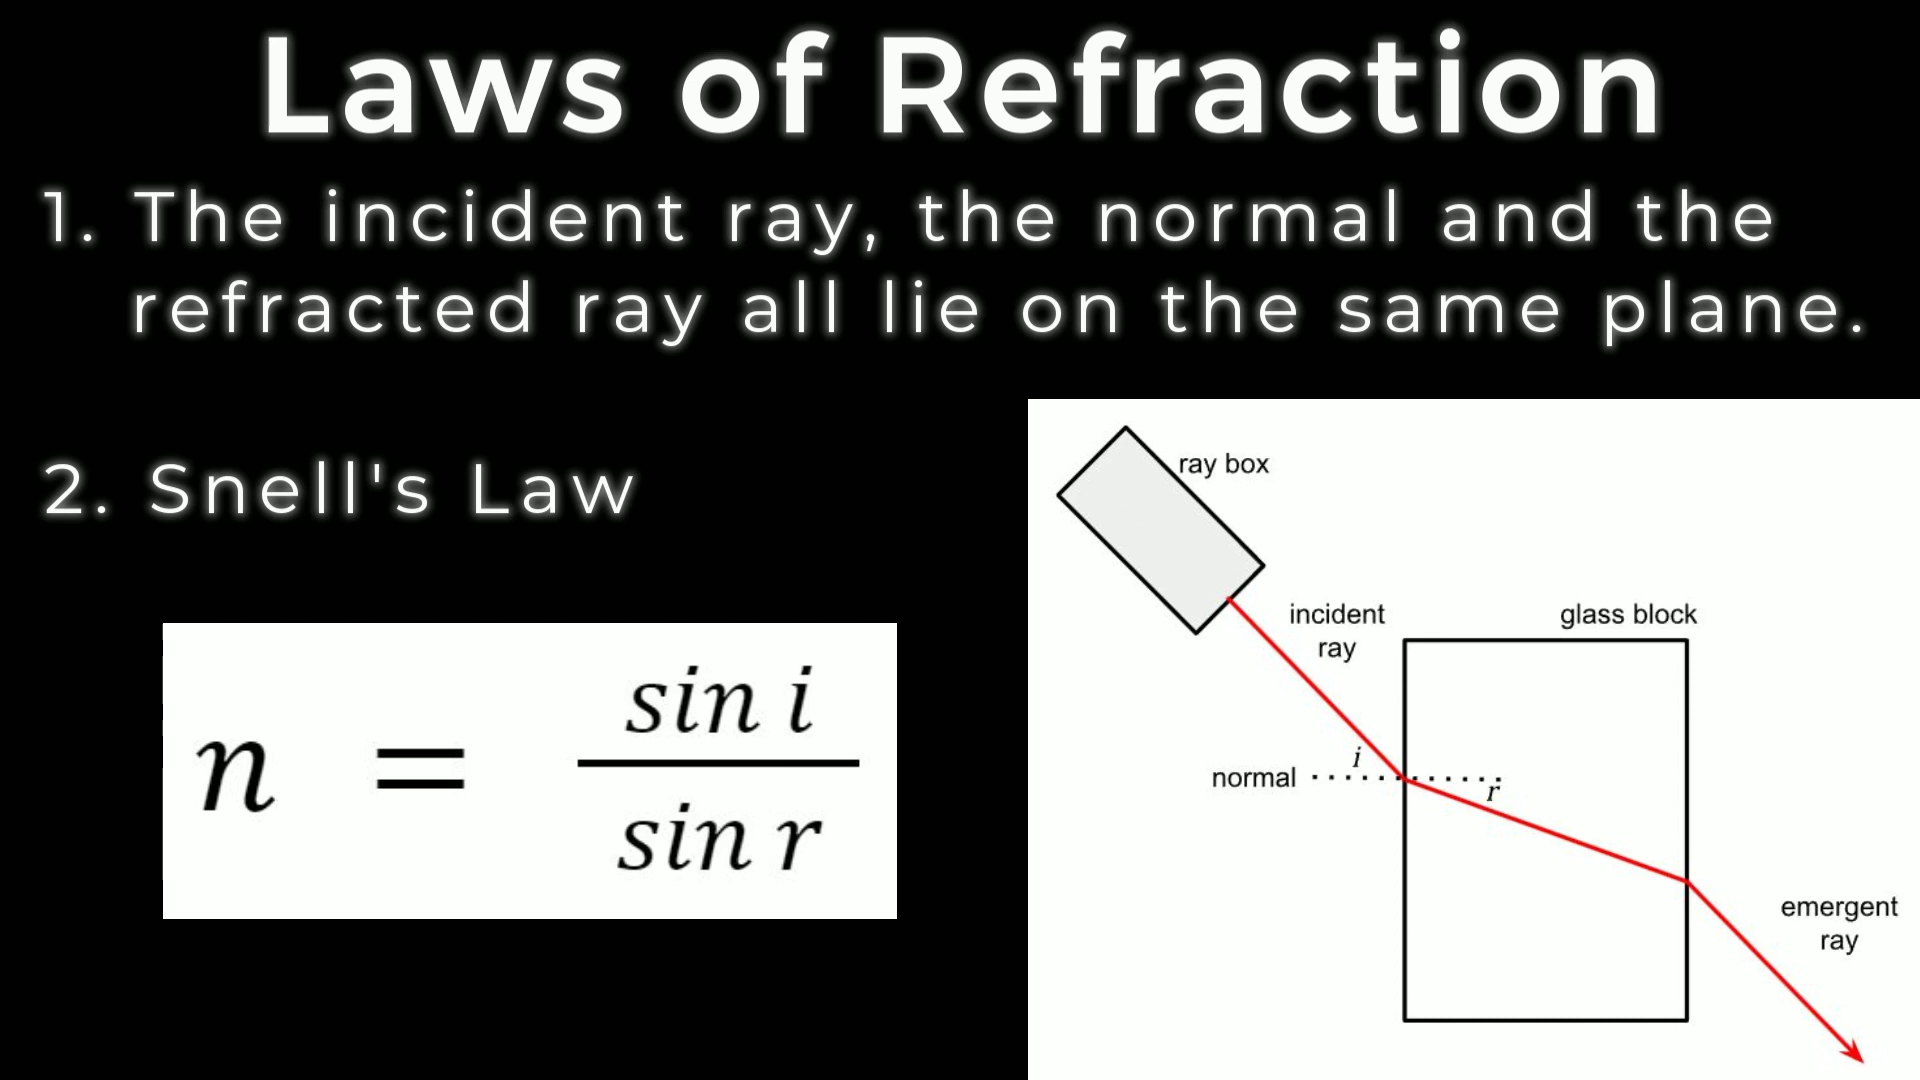 Laws of Refraction
1. The incident ray, the normal and the
refracted ray all lie on the same plane.
2. Snell's Law
n = sin i / sin r
ray box
incident
ray
glass block
i
normal
r
emergent
ray